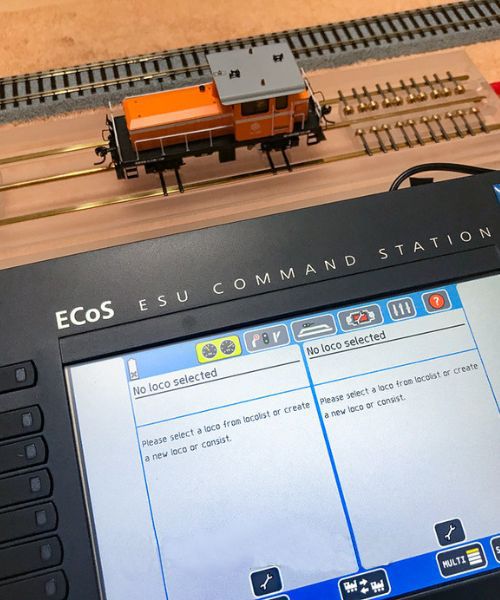 ECoS ESU COMMAND STATION
No loco selected
Please select a loco from locolist or create
a new loco or consist.
No loco selected
Please select a loco from locolist or create
a new loco or consist.
?
MULTI